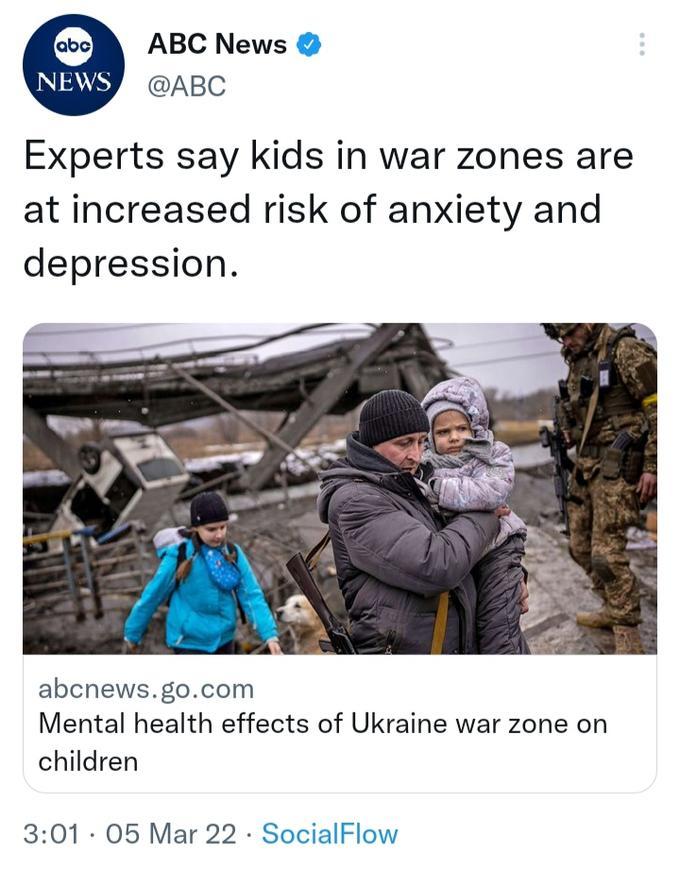 abc
NEWS
ABC News
@ABC
Experts say kids in war zones are
at increased risk of anxiety and
depression.
abcnews.go.com
Mental health effects of Ukraine war zone on
children
3:01 · 05 Mar 22 · SocialFlow